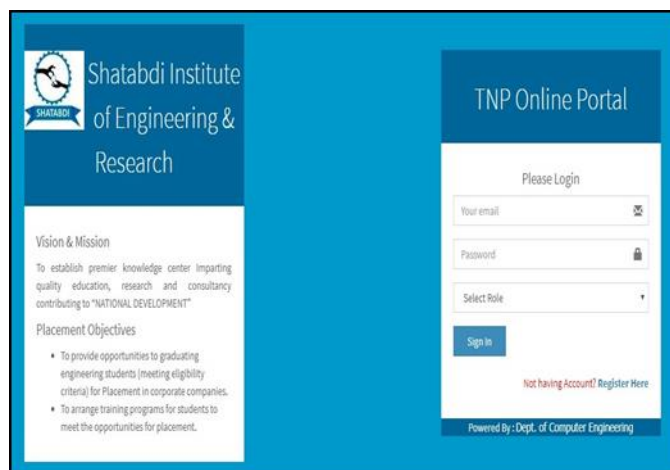 SHATABDI
Shatabdi Institute
of Engineering &
Research
Vision & Mission
To establish premier knowledge center Imparting
quality education, research and consultancy
contributing to "NATIONAL DEVELOPMENT"
Placement Objectives
• To provide opportunities to graduating
engineering students (meeting eligibility
criteria) for Placement in corporate companies.
• To arrange training programs for students to
meet the opportunities for placement.
TNP Online Portal
Please Login
Your email
Password
Select Role
Sign In
Not having Account? Register Here
Powered By : Dept. of Computer Engineering